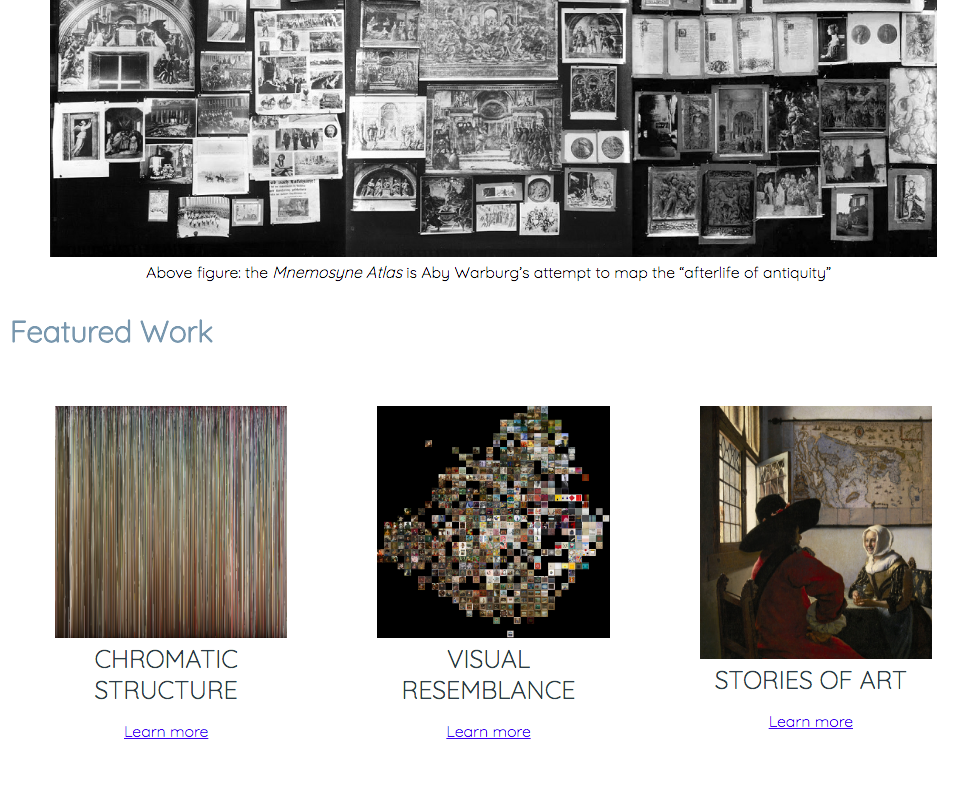 Above figure: the Mnemosyne Atlas is Aby Warburg’s attempt to map the “afterlife of antiquity”
Featured Work
CHROMATIC
STRUCTURE
Learn more
VISUAL
RESEMBLANCE
Learn more
STORIES OF ART
Learn more